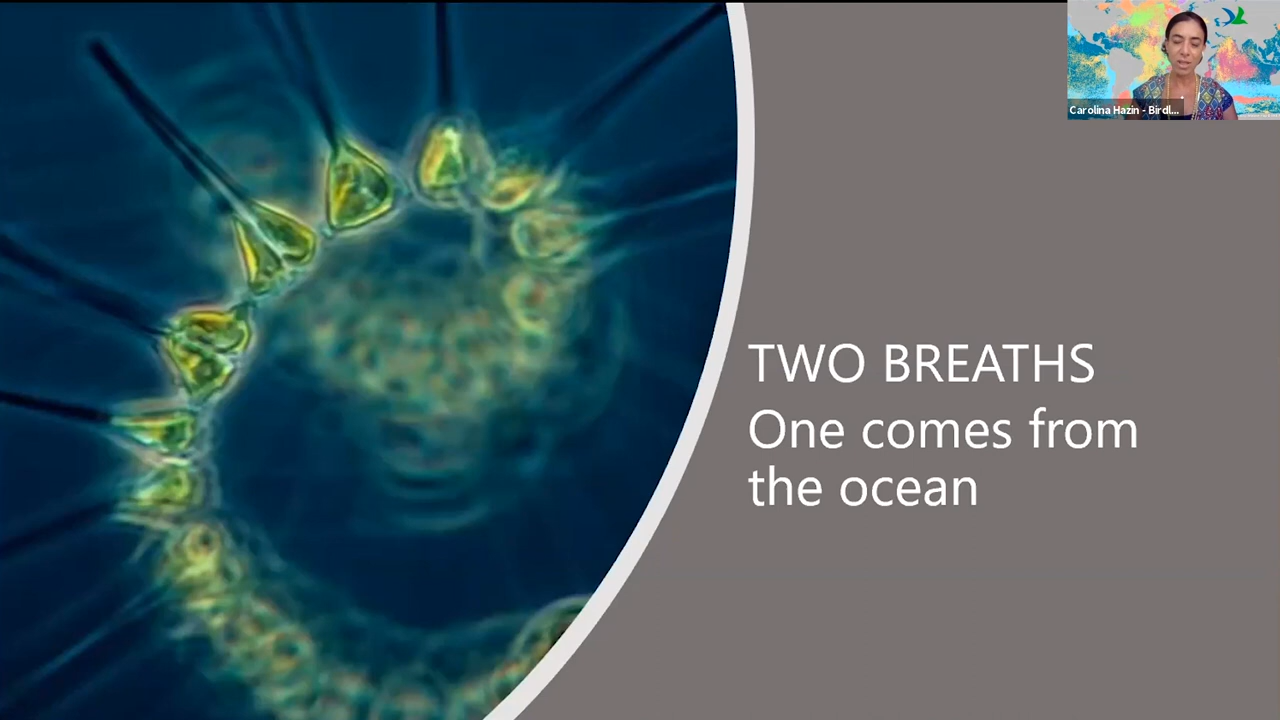 Carolina Hazin - Birdl...
TWO BREATHS
One comes from
the ocean